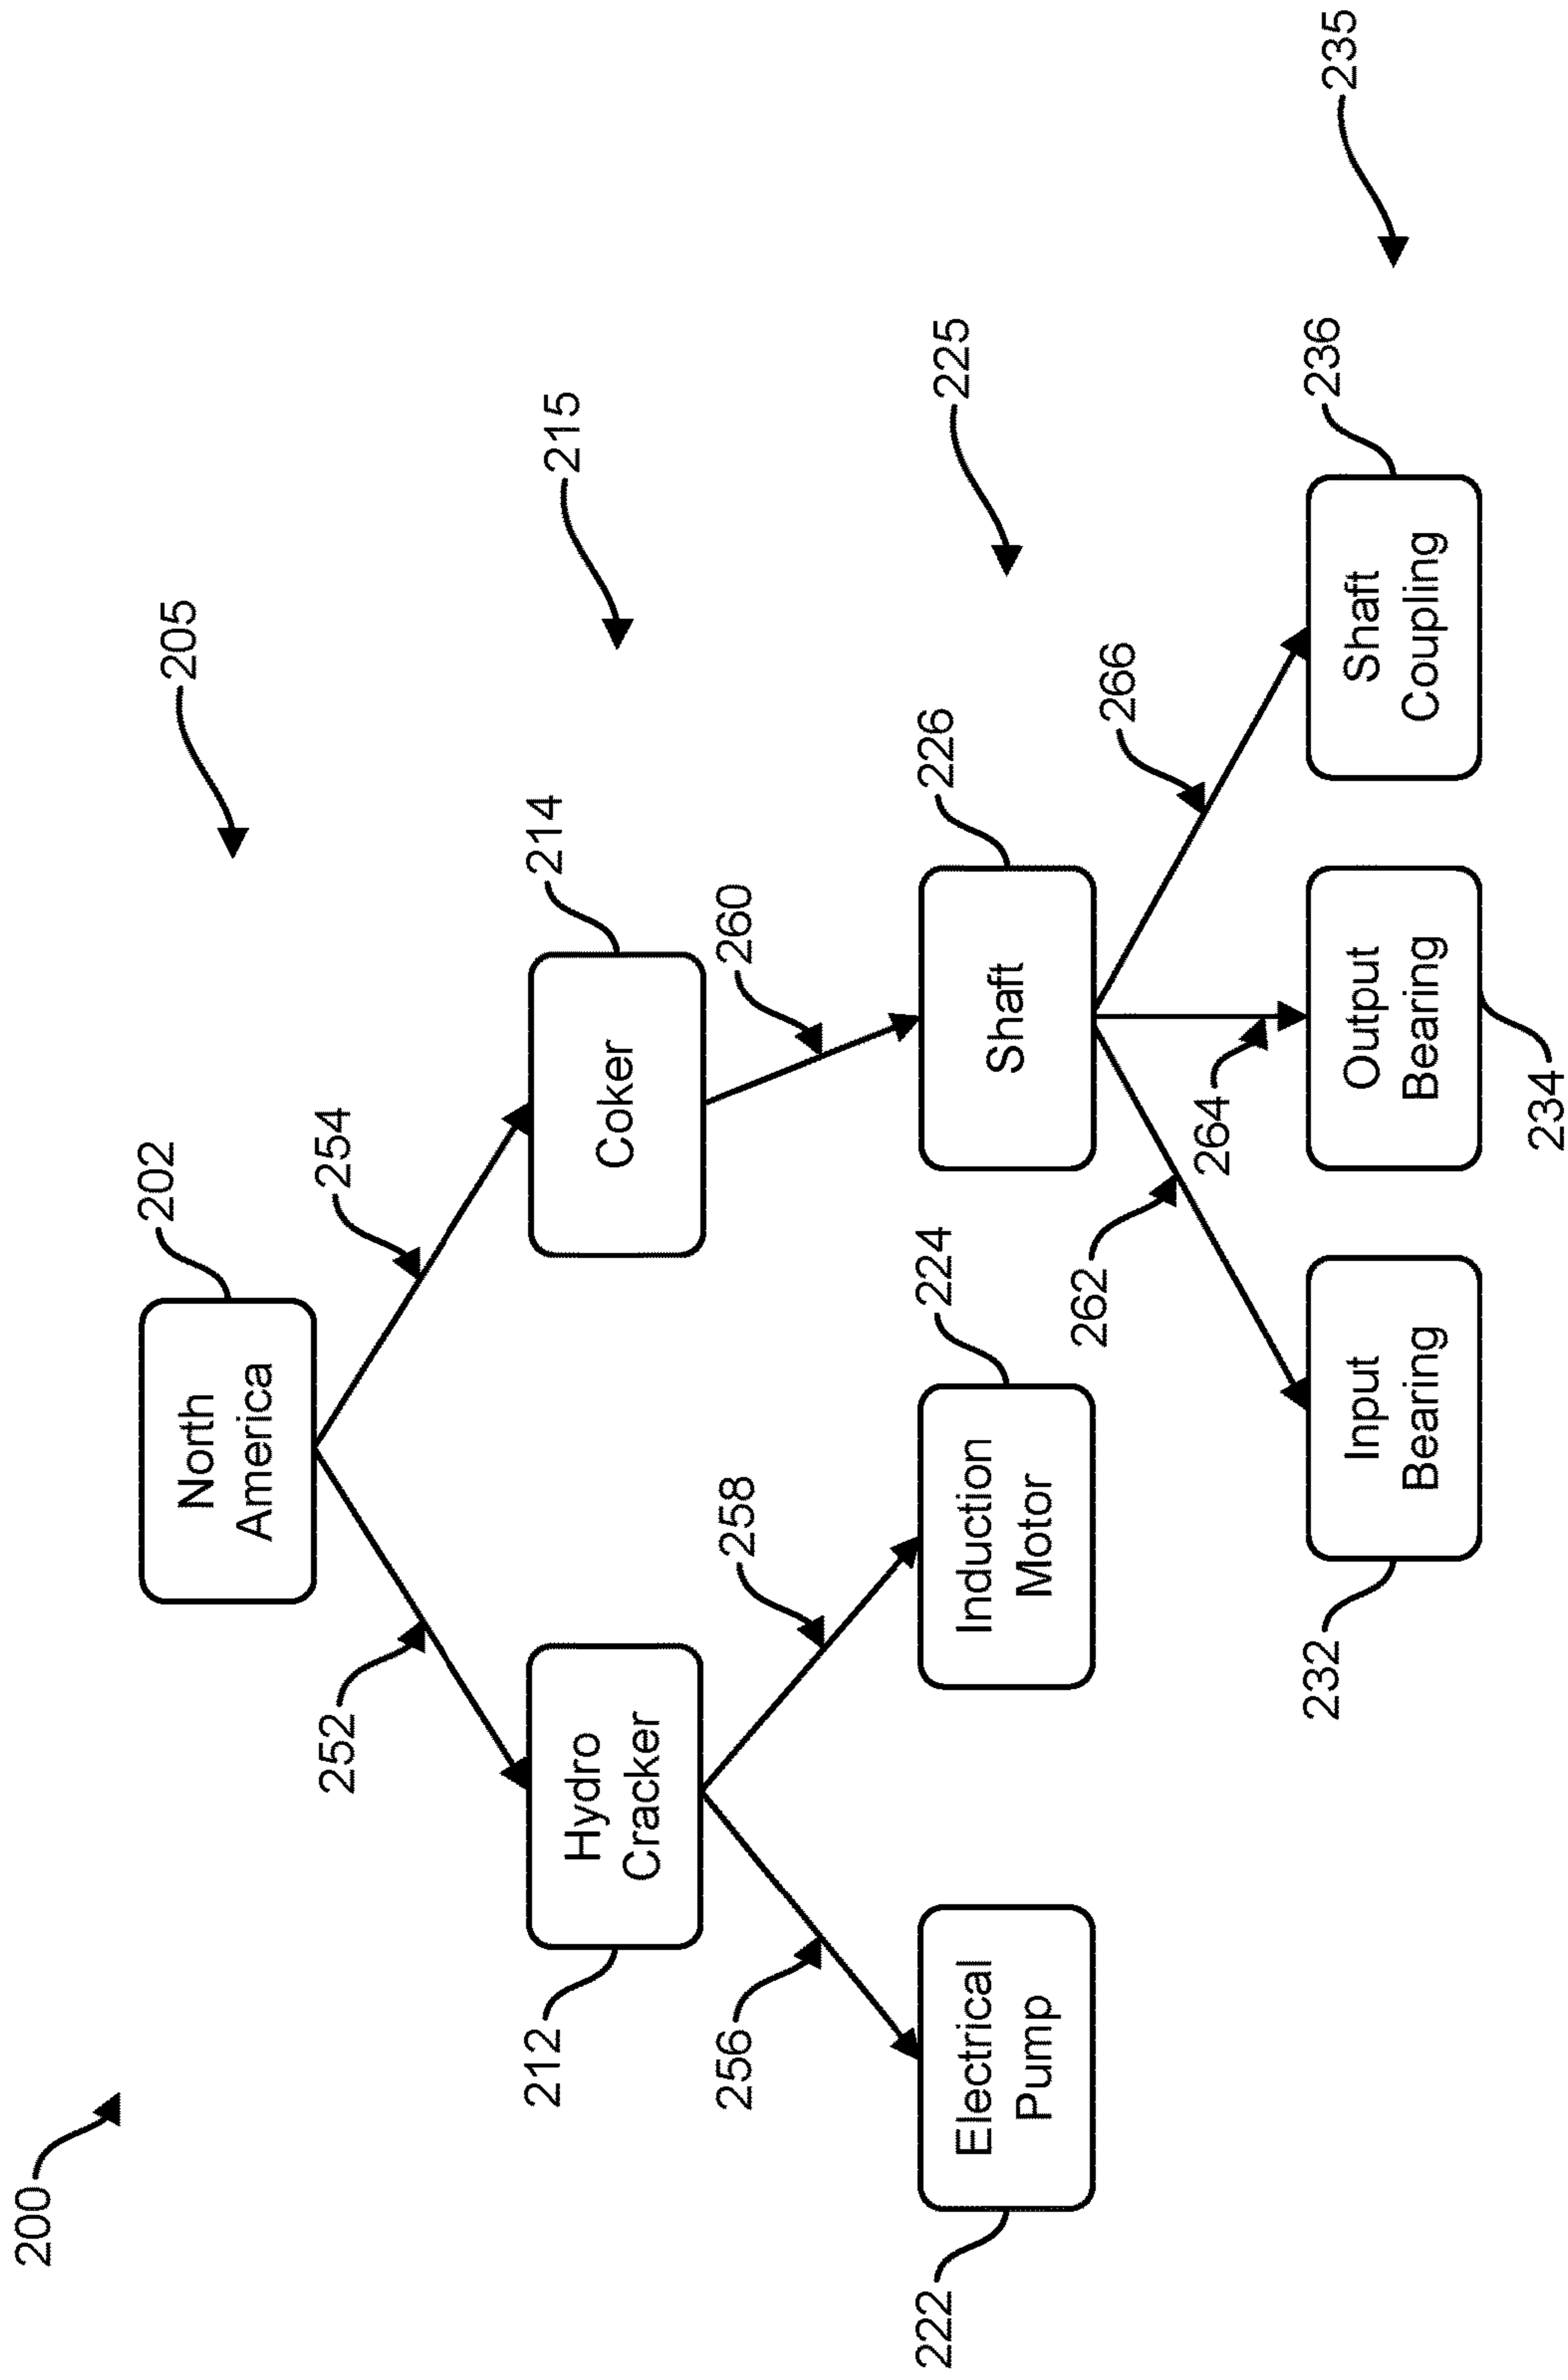 200
205
202
North
America
252
254
215
212
214
Hydro
Cracker
Coker
256
258
260
225
222
224
226
Electrical
Pump
Induction
Motor
Shaft
262
264
266
235
232
236
Input
Bearing
Output
Bearing
Shaft
Coupling
234